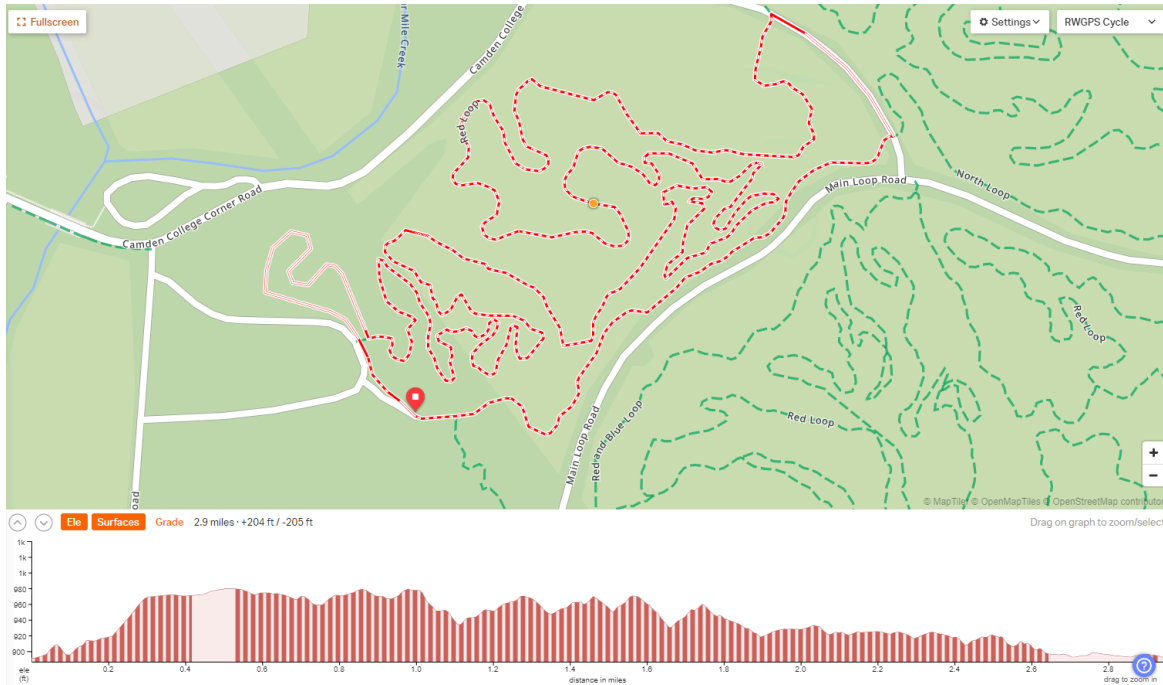 Fullscreen
Settings
RWGPS Cycle
Mile Creek
Camden College
Red Loop
Main Loop Road
North Loop
Camden College Corner Road
Red Loop
Red Loop
Main Loop Road
Red and Blue Loop
+
−
© MapTiler © OpenMapTiles © OpenStreetMap contributor
Ele
Surfaces
Grade
2.9 miles · +204 ft / -205 ft
Drag on graph to zoom/select
1k
1k
1k
980
960
940
920
900
ele
(ft)
0.2
0.4
0.6
0.8
1.0
1.2
1.4
1.6
1.8
2.0
2.2
2.4
2.6
2.8
distance in miles
drag to zoom in
?